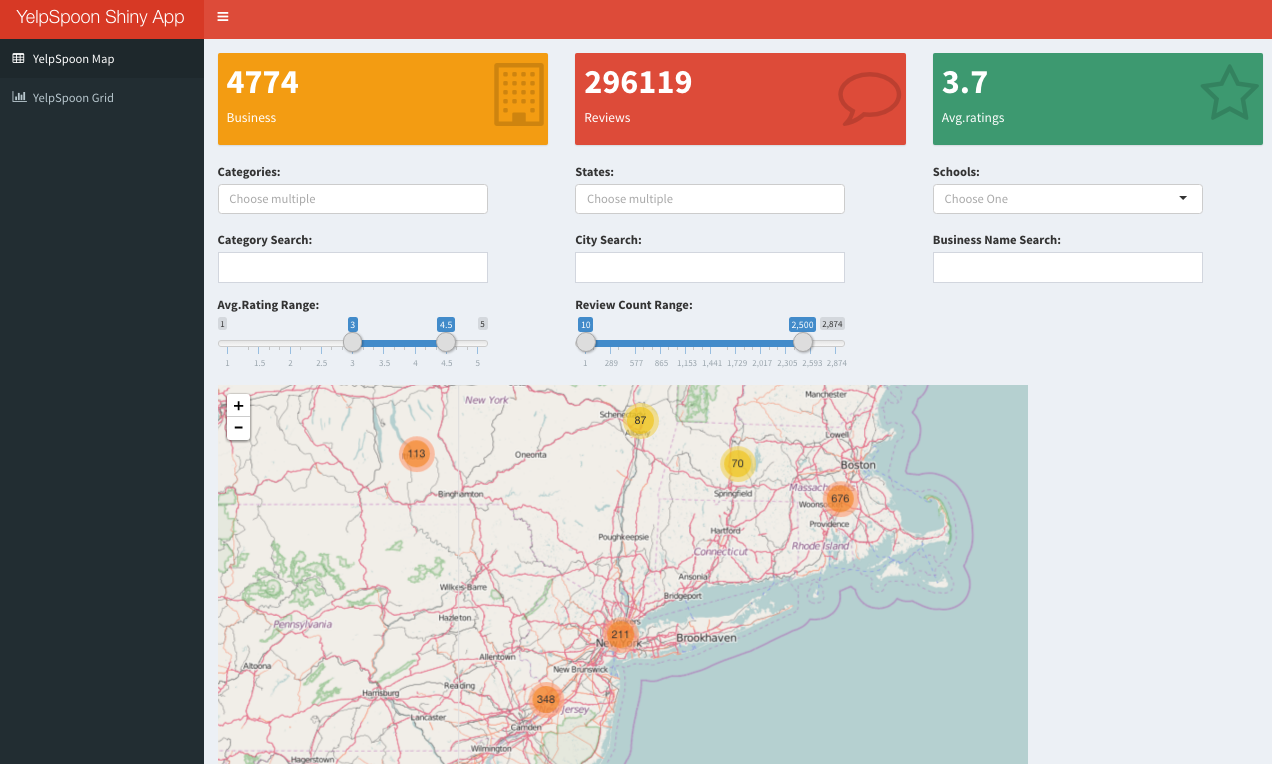 YelpSpoon Shiny App
YelpSpoon Map
YelpSpoon Grid
4774
Business
296119
Reviews
3.7
Avg.ratings
Categories:
Choose multiple
States:
Choose multiple
Schools:
Choose One
Category Search:
City Search:
Business Name Search:
Avg.Rating Range:
1 3 4.5 5
1 1.5 2 2.5 3 3.5 4 4.5 5
Review Count Range:
10 2,500 2,874
1 289 577 865 1,153 1,441 1,729 2,017 2,305 2,593 2,874
+
-
New York
Manchester
87
Lowell
113
Oneonta
70
Boston
Binghamton
Springfield
676
Providence
Hartford
Poughkeepsie
Connecticut
Rhode Island
Ansonia
Wilkes-Barre
Bridgeport
Hazleton
Pennsylvania
211
New York
Brookhaven
Allentown
Altoona
New Brunswick
Reading
Harrisburg
348
Jersey
Lancaster
Camden
Wilmington
Hagerstown